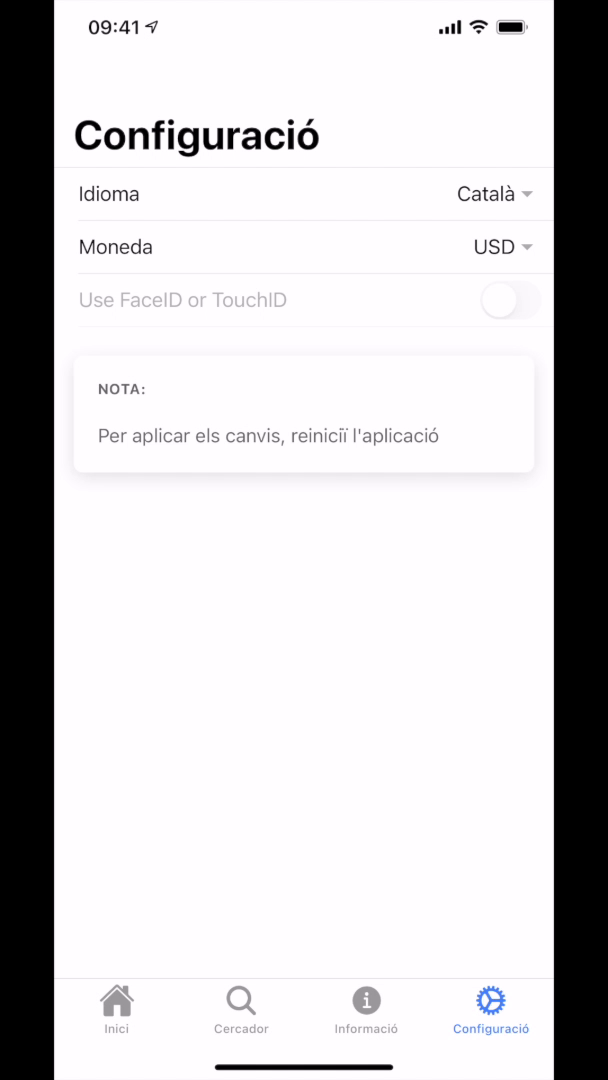 09:41
Configuració
Idioma
Català
Moneda
USD
Use FaceID or TouchID
NOTA:
Per aplicar els canvis, reiniciï l'aplicació
Inici
Cercador
Informació
Configuració